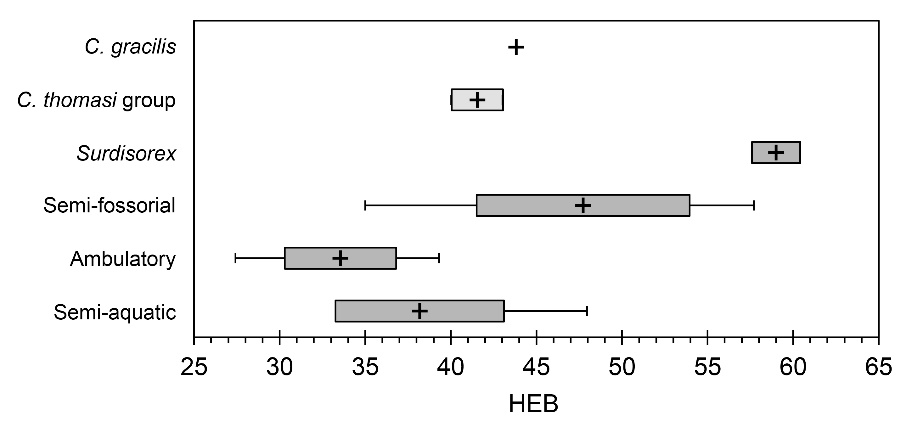 C. gracilis
C. thomasi group
Surdisorex
Semi-fossorial
Ambulatory
Semi-aquatic
25 30 35 40 45 50 55 60 65
HEB